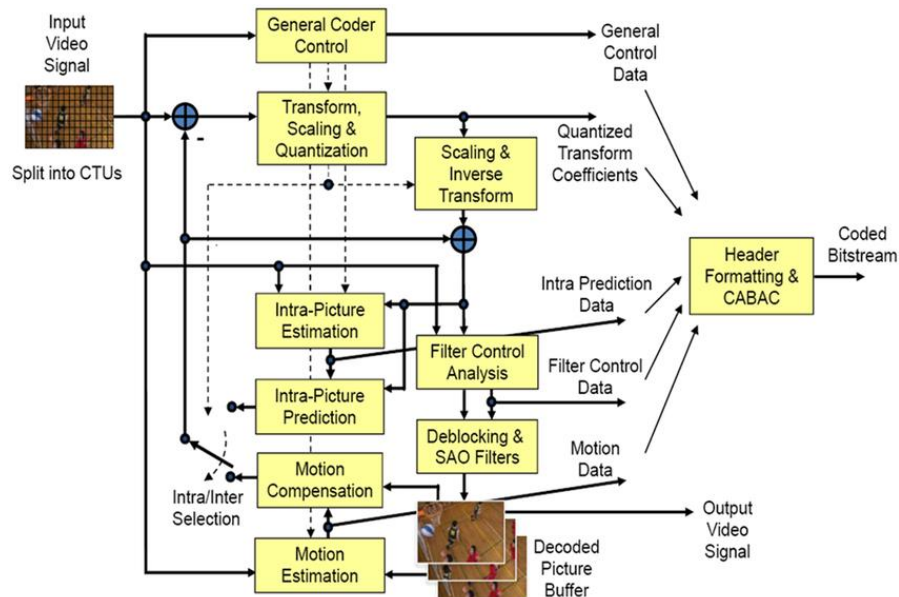 Input
Video
Signal
Split into CTUs
General Coder
Control
General
Control
Data
Transform,
Scaling &
Quantization
-
Quantized
Transform
Coefficients
Scaling &
Inverse
Transform
Header
Formatting &
CABAC
Coded
Bitstream
Intra-Picture
Estimation
Intra Prediction
Data
Filter Control
Analysis
Filter Control
Data
Intra-Picture
Prediction
Deblocking &
SAO Filters
Motion
Data
Intra/Inter
Selection
Motion
Compensation
Output
Video
Signal
Motion
Estimation
Decoded
Picture
Buffer